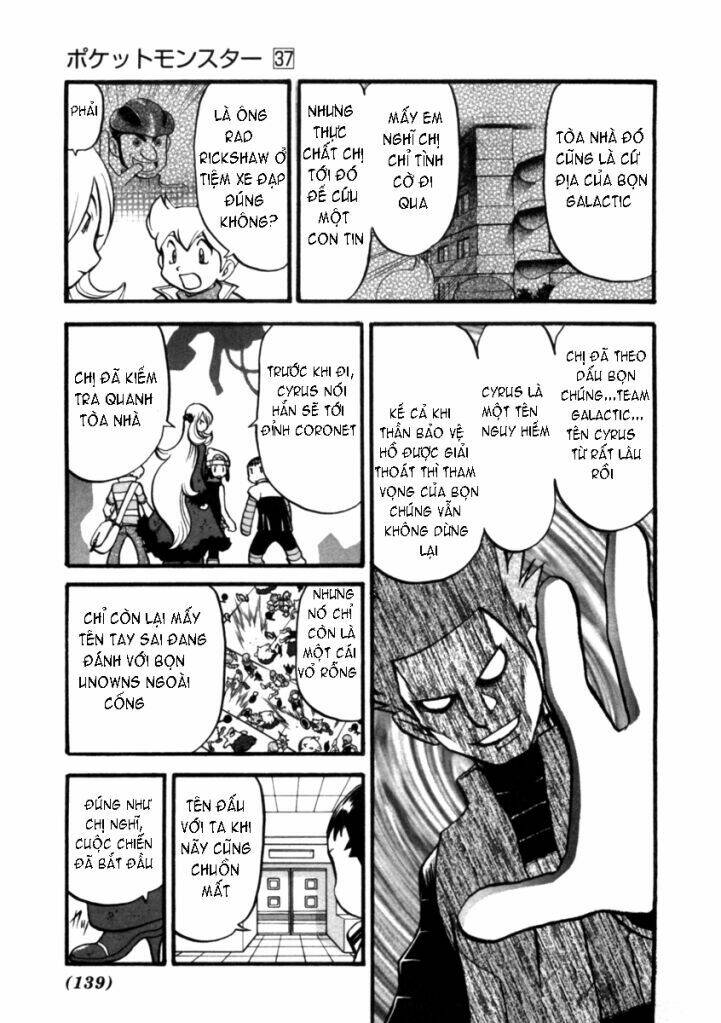 ポケットモンスター 37
TÒA NHÀ ĐÓ
CŨNG LÀ CỨ
ĐỊA CỦA BỌN
GALACTIC
MẤY EM
NGHĨ CHỊ
CHỈ TÌNH
CỜ ĐI
QUA
NHƯNG
THỰC
CHẤT CHỊ
TỚI ĐÓ
ĐỂ CỨU
MỘT
CON TIN
LÀ ÔNG
RAD
RICKSHAW Ở
TIỆM XE ĐẠP
ĐÚNG
KHÔNG?
PHẢI
CHỊ ĐÃ THEO
DẤU BỌN
CHÚNG...TEAM
GALACTIC...
TÊN CYRUS
TỪ RẤT LÂU
RỒI
CYRUS LÀ
MỘT TÊN
NGUY HIỂM
KỂ CẢ KHI
THẦN BẢO VỆ
HỒ ĐƯỢC GIẢI
THOÁT THÌ THAM
VỌNG CỦA BỌN
CHÚNG VẪN
KHÔNG DỪNG
LẠI
TRƯỚC KHI ĐI,
CYRUS NÓI
HẮN SẼ TỚI
ĐỈNH CORONET
CHỊ ĐÃ KIỂM
TRA QUANH
TÒA NHÀ
NHƯNG
NÓ CHỈ
CÒN LÀ
MỘT CÁI
VỎ RỖNG
CHỈ CÒN LẠI MẤY
TÊN TAY SAI ĐANG
ĐÁNH VỚI BỌN
UNOWNS NGOÀI
CỔNG
TÊN ĐẤU
VỚI TA KHI
NÃY CŨNG
CHUỒN
MẤT
ĐÚNG NHƯ
CHỊ NGHĨ,
CUỘC CHIẾN
ĐÃ BẮT ĐẦU
(139)